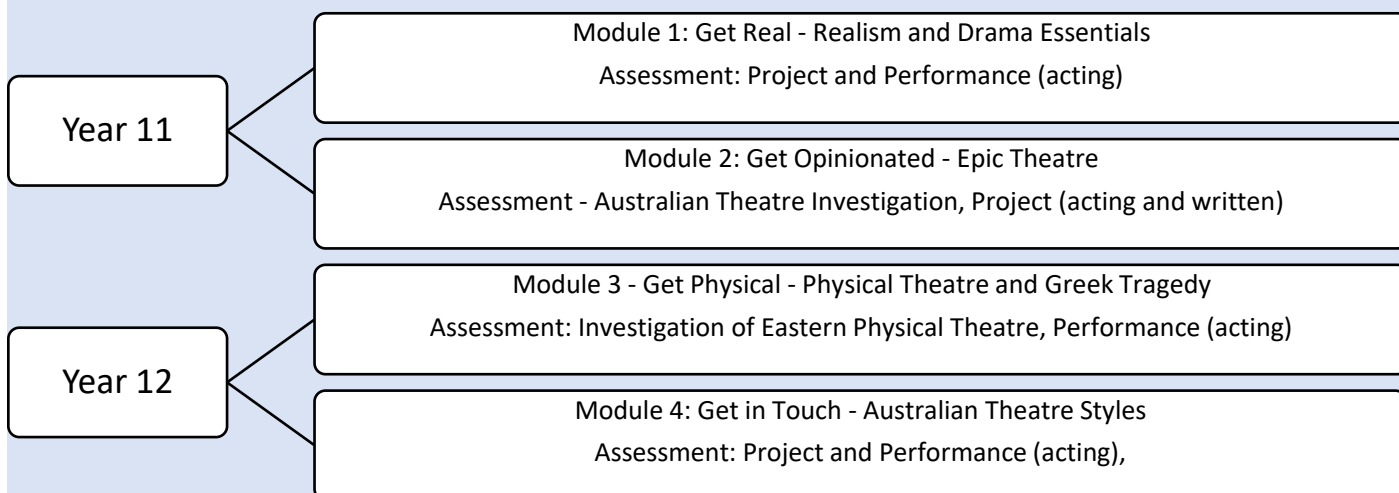 Year 11
Module 1: Get Real - Realism and Drama Essentials
Assessment: Project and Performance (acting)
Module 2: Get Opinionated - Epic Theatre
Assessment - Australian Theatre Investigation, Project (acting and written)
Year 12
Module 3 - Get Physical - Physical Theatre and Greek Tragedy
Assessment: Investigation of Eastern Physical Theatre, Performance (acting)
Module 4: Get in Touch - Australian Theatre Styles
Assessment: Project and Performance (acting),